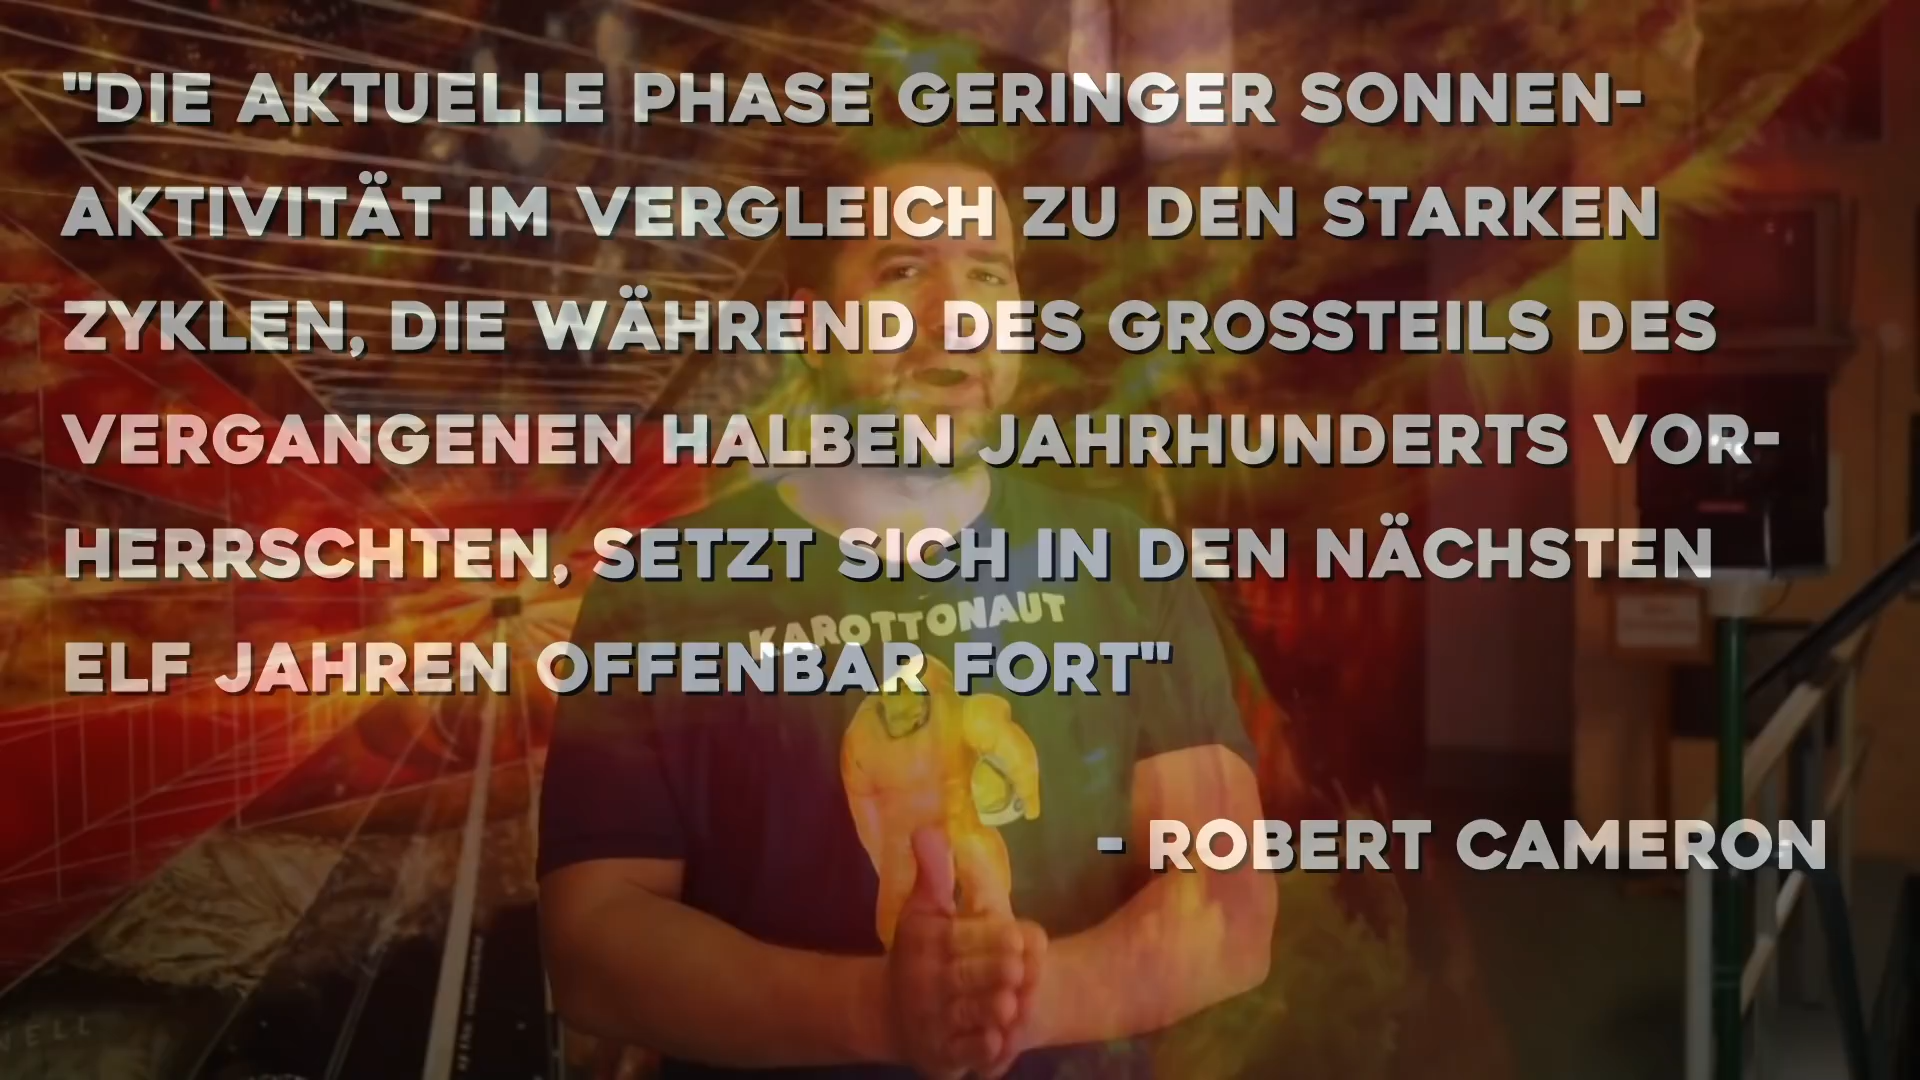 "DIE AKTUELLE PHASE GERINGER SONNEN-
AKTIVITÄT IM VERGLEICH ZU DEN STARKEN
ZYKLEN, DIE WÄHREND DES GROSSTEILS DES
VERGANGENEN HALBEN JAHRHUNDERTS VOR-
HERRSCHTEN, SETZT SICH IN DEN NÄCHSTEN
KAROTTONAUT
ELF JAHREN OFFENBAR FORT"
- ROBERT CAMERON